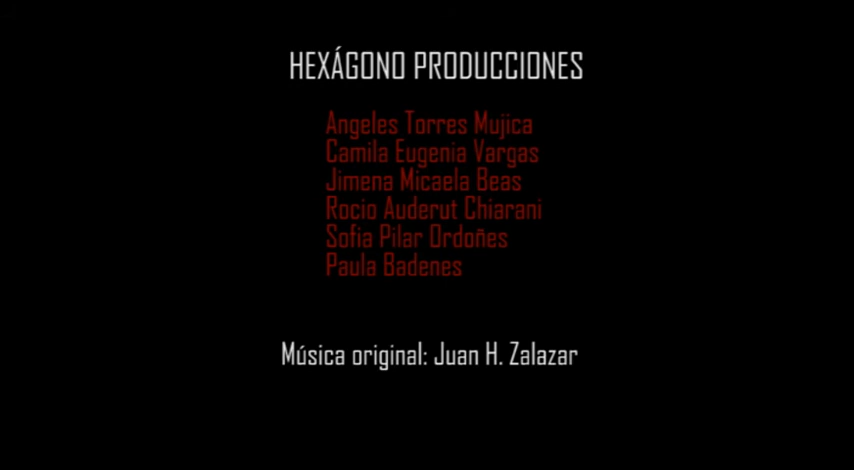 HEXÁGONO PRODUCCIONES
Angeles Torres Mujica
Camila Eugenia Vargas
Jimena Micaela Beas
Rocio Auderut Chiarani
Sofia Pilar Ordoñes
Paula Badenes
Música original: Juan H. Zalazar